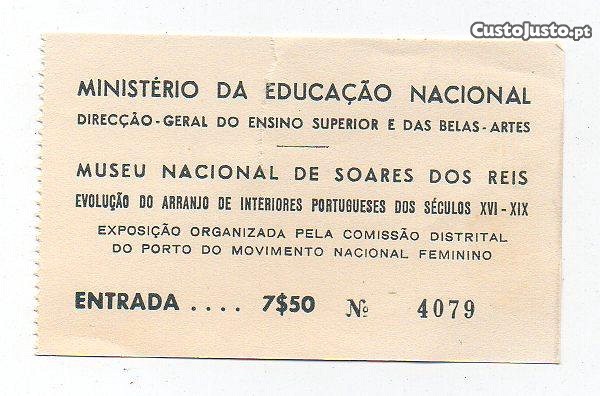 CustoJusto.pt
MINISTÉRIO DA EDUCAÇÃO NACIONAL
DIRECÇÃO-GERAL DO ENSINO SUPERIOR E DAS BELAS-ARTES
MUSEU NACIONAL DE SOARES DOS REIS
EVOLUÇÃO DO ARRANJO DE INTERIORES PORTUGUESES DOS SÉCULOS XVI-XIX
EXPOSIÇÃO ORGANIZADA PELA COMISSÃO DISTRITAL
DO PORTO DO MOVIMENTO NACIONAL FEMININO
ENTRADA .... 7$50 № 4079